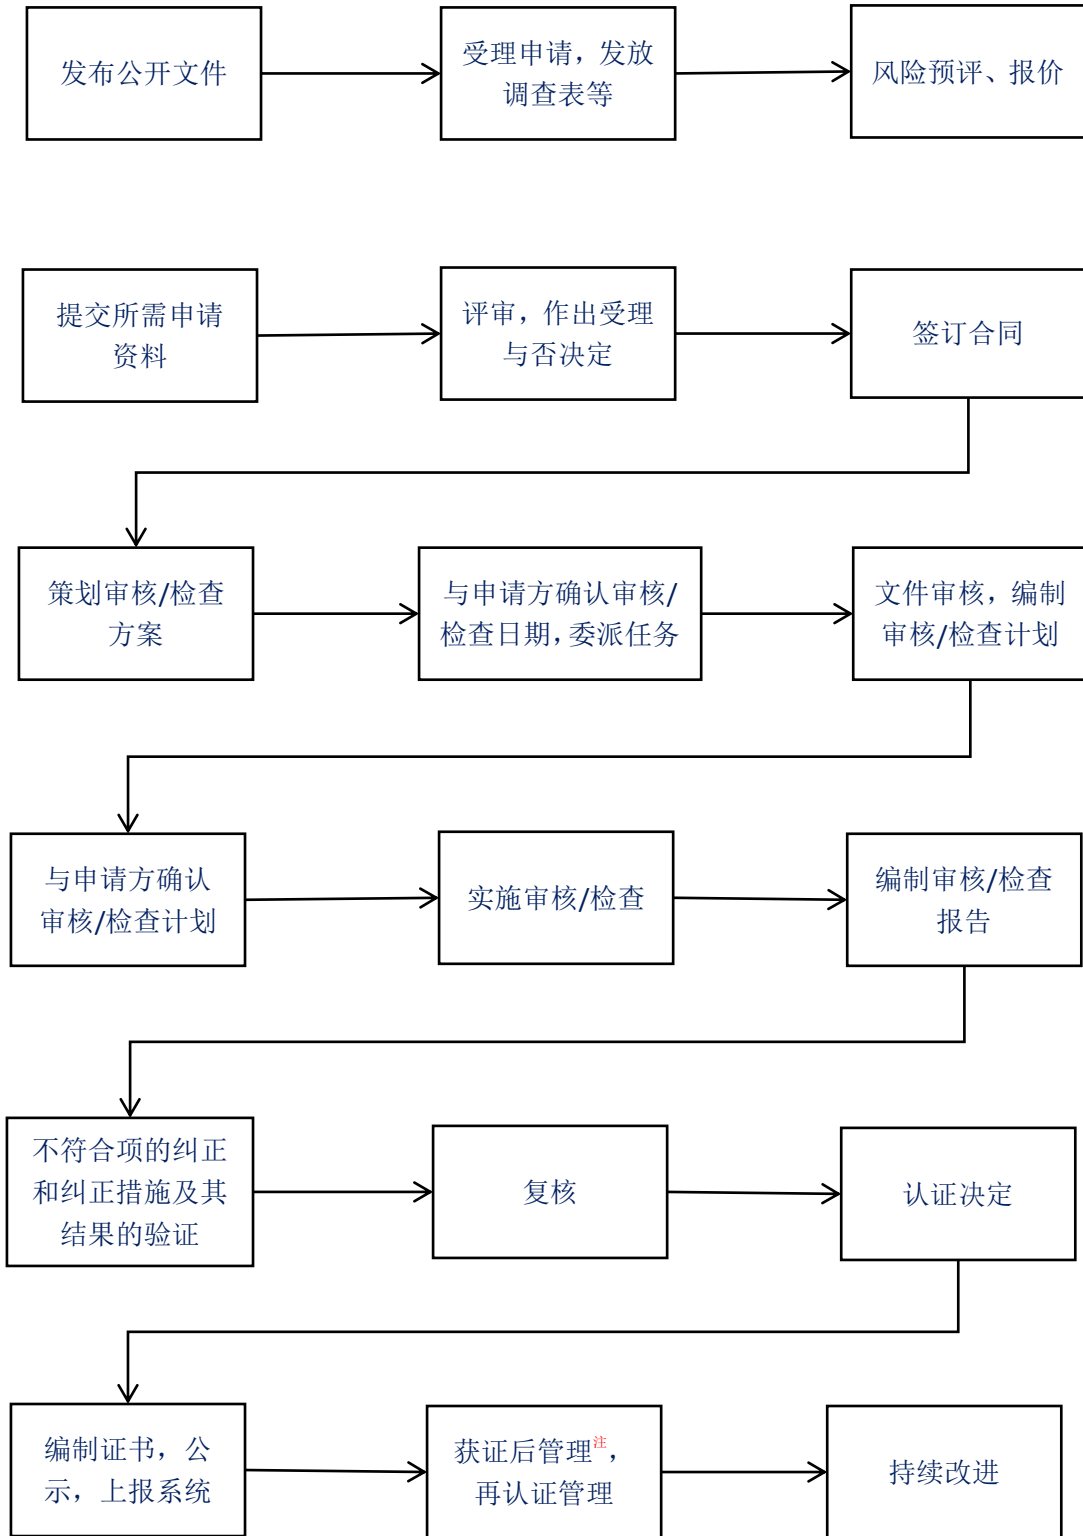 发布公开文件
受理申请，发放
调查表等
风险预评、报价
提交所需申请
资料
评审，作出受理
与否决定
签订合同
策划审核/检查
方案
与申请方确认审核/
检查日期，委派任务
文件审核，编制
审核/检查计划
与申请方确认
审核/检查计划
实施审核/检查
编制审核/检查
报告
不符合项的纠正
和纠正措施及其
结果的验证
复核
认证决定
编制证书，公
示，上报系统
获证后管理注，
再认证管理
持续改进